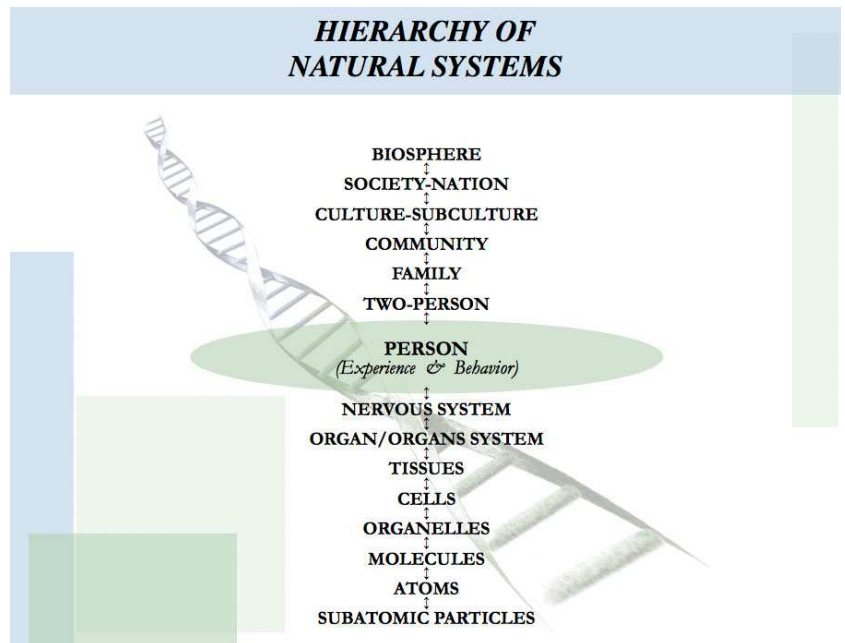 HIERARCHY OF
NATURAL SYSTEMS
BIOSPHERE
↕
SOCIETY-NATION
↕
CULTURE-SUBCULTURE
↕
COMMUNITY
↕
FAMILY
↕
TWO-PERSON
↕
PERSON
(Experience & Behavior)
↕
NERVOUS SYSTEM
↕
ORGAN/ORGANS SYSTEM
↕
TISSUES
↕
CELLS
↕
ORGANELLES
↕
MOLECULES
↕
ATOMS
↕
SUBATOMIC PARTICLES